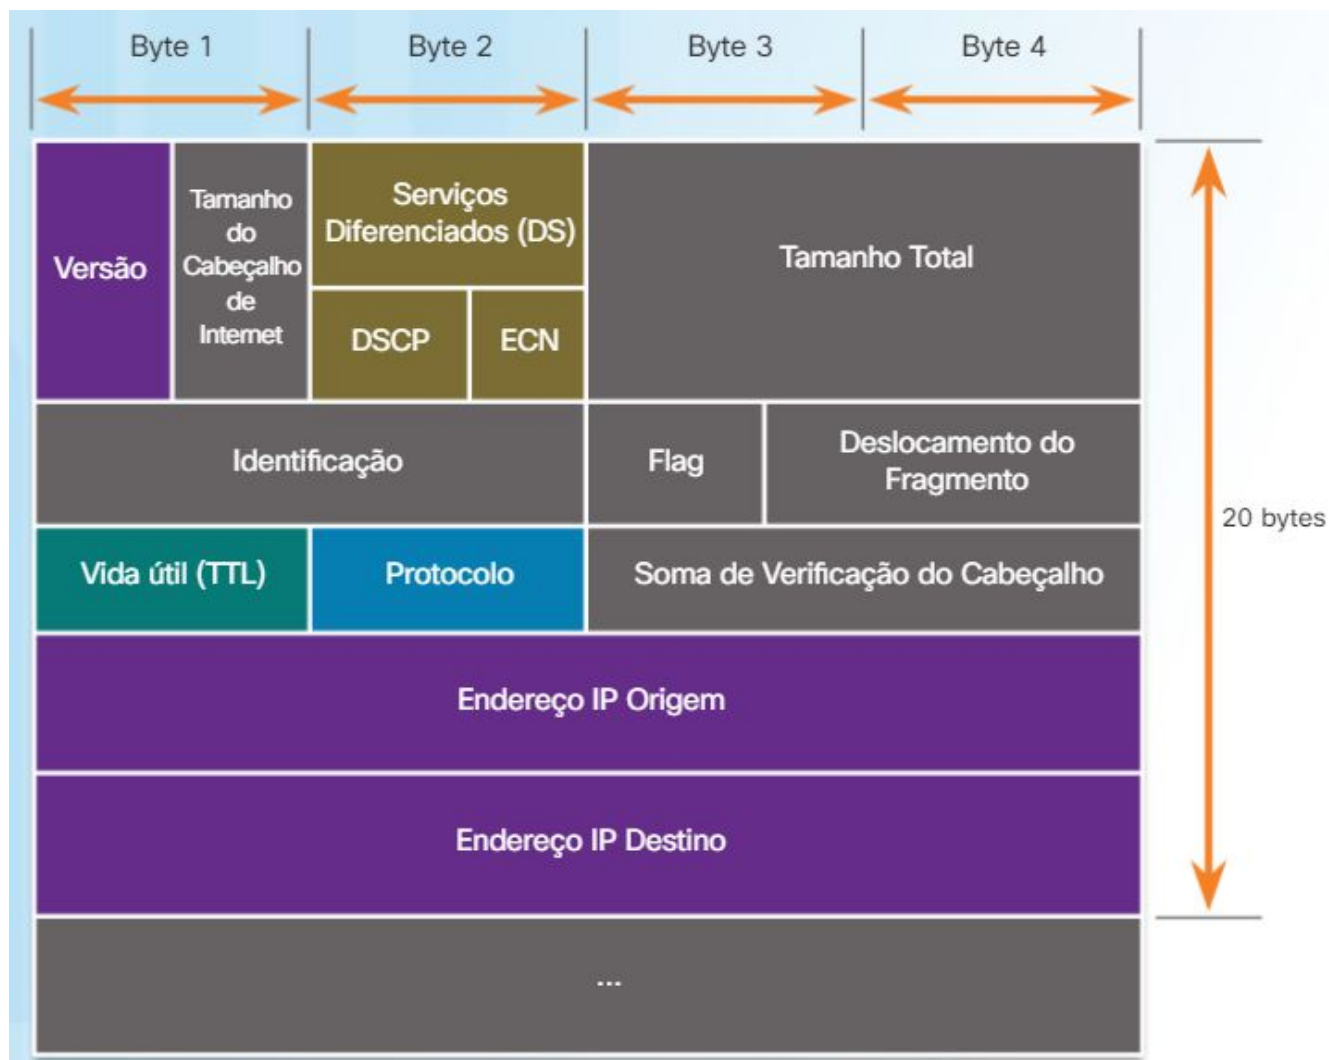 Byte 1
Byte 2
Byte 3
Byte 4
Versão
Tamanho
do
Cabeçalho
de
Internet
Serviços
Diferenciados (DS)
DSCP
ECN
Tamanho Total
Identificação
Flag
Deslocamento do
Fragmento
20 bytes
Vida útil (TTL)
Protocolo
Soma de Verificação do Cabeçalho
Endereço IP Origem
Endereço IP Destino
...